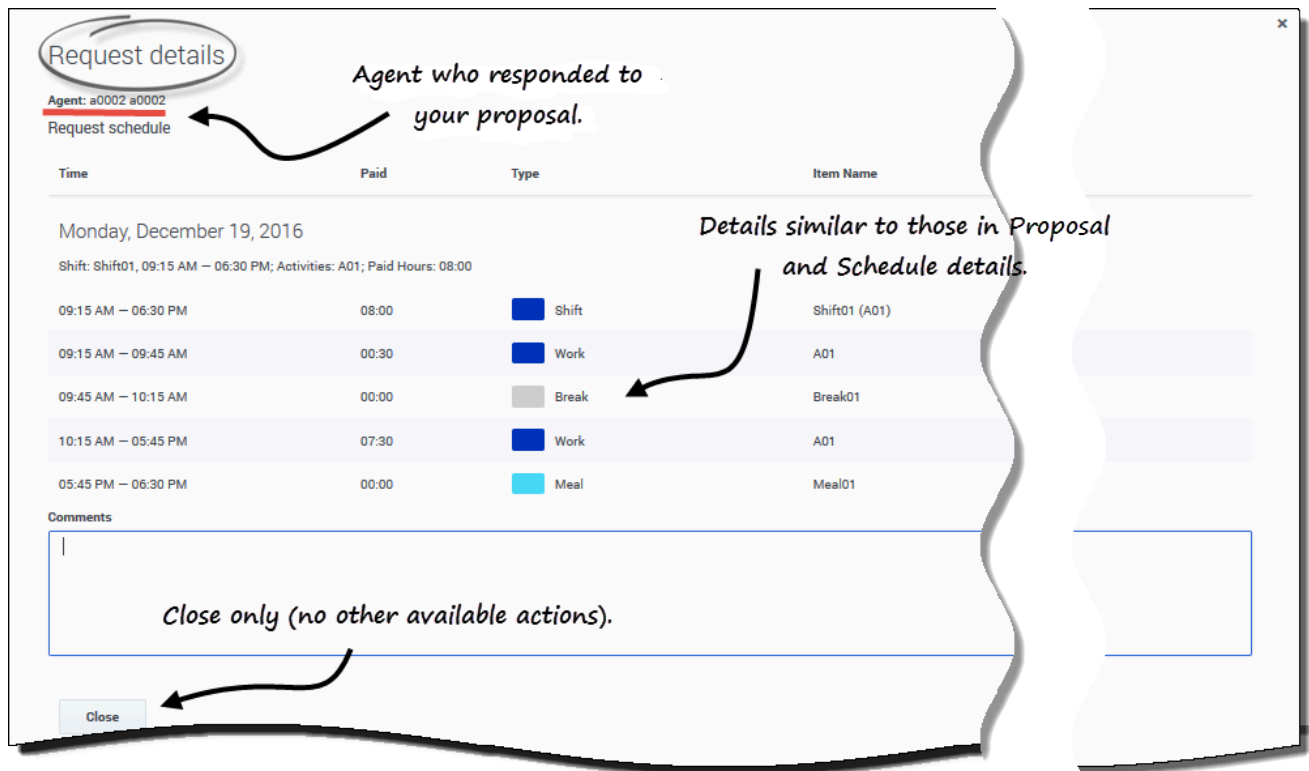 ×
Request details
Agent who responded to
your proposal.
Agent: a0002 a0002
Request schedule
Time Paid Type Item Name
Monday, December 19, 2016
Details similar to those in Proposal
and Schedule details.
Shift: Shift01, 09:15 AM — 06:30 PM; Activities: A01; Paid Hours: 08:00
09:15 AM — 06:30 PM 08:00 Shift Shift01 (A01)
09:15 AM — 09:45 AM 00:30 Work A01
09:45 AM — 10:15 AM 00:00 Break Break01
10:15 AM — 05:45 PM 07:30 Work A01
05:45 PM — 06:30 PM 00:00 Meal Meal01
Comments
Close only (no other available actions).
Close